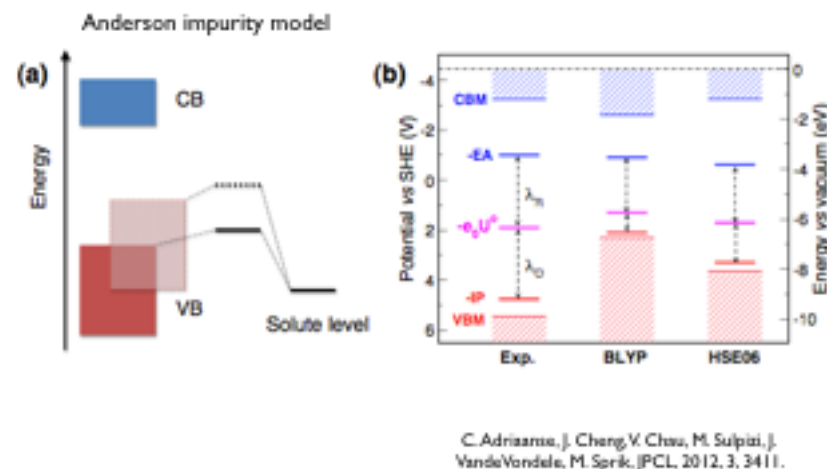 Anderson impurity model
(a)
CB
Energy
VB
Solute level
(b)
Potential vs SHE (V)
-4
-2
0
2
4
6
CBM
-EA
-e₀U°
-IP
VBM
λR
λO
Exp.
BLYP
HSE06
0
-2
-4
-6
-8
-10
Energy vs vacuum (eV)
C. Adriaanse, J. Cheng, V. Chau, M. Sulpizi, J.
VandeVondele, M. Sprik, JPCL, 2012, 3, 3411.